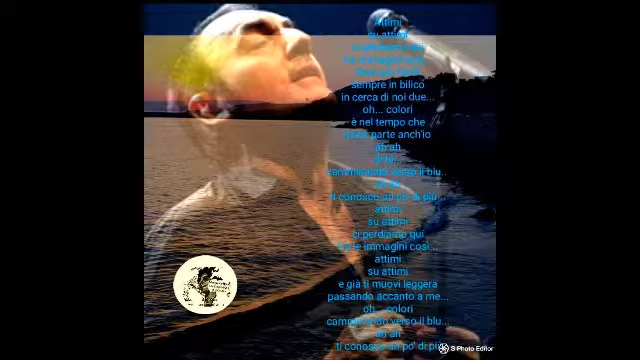 Attimi
su attimi
ci perdiamo qui
tra immagini così...
sempre in bilico
in cerca di noi due...
oh... colori
è nel tempo che
parte anch'io
ah ah
di te...
camminando verso il blu...
ah ah
ti conosco un po' di più...
attimi
su attimi
ci perdiamo qui
tra le immagini così...
attimi
su attimi
e già ti muovi leggera
passando accanto a me...
oh... colori
camminando verso il blu...
ah ah
ti conosco un po' di più
S Photo Editor